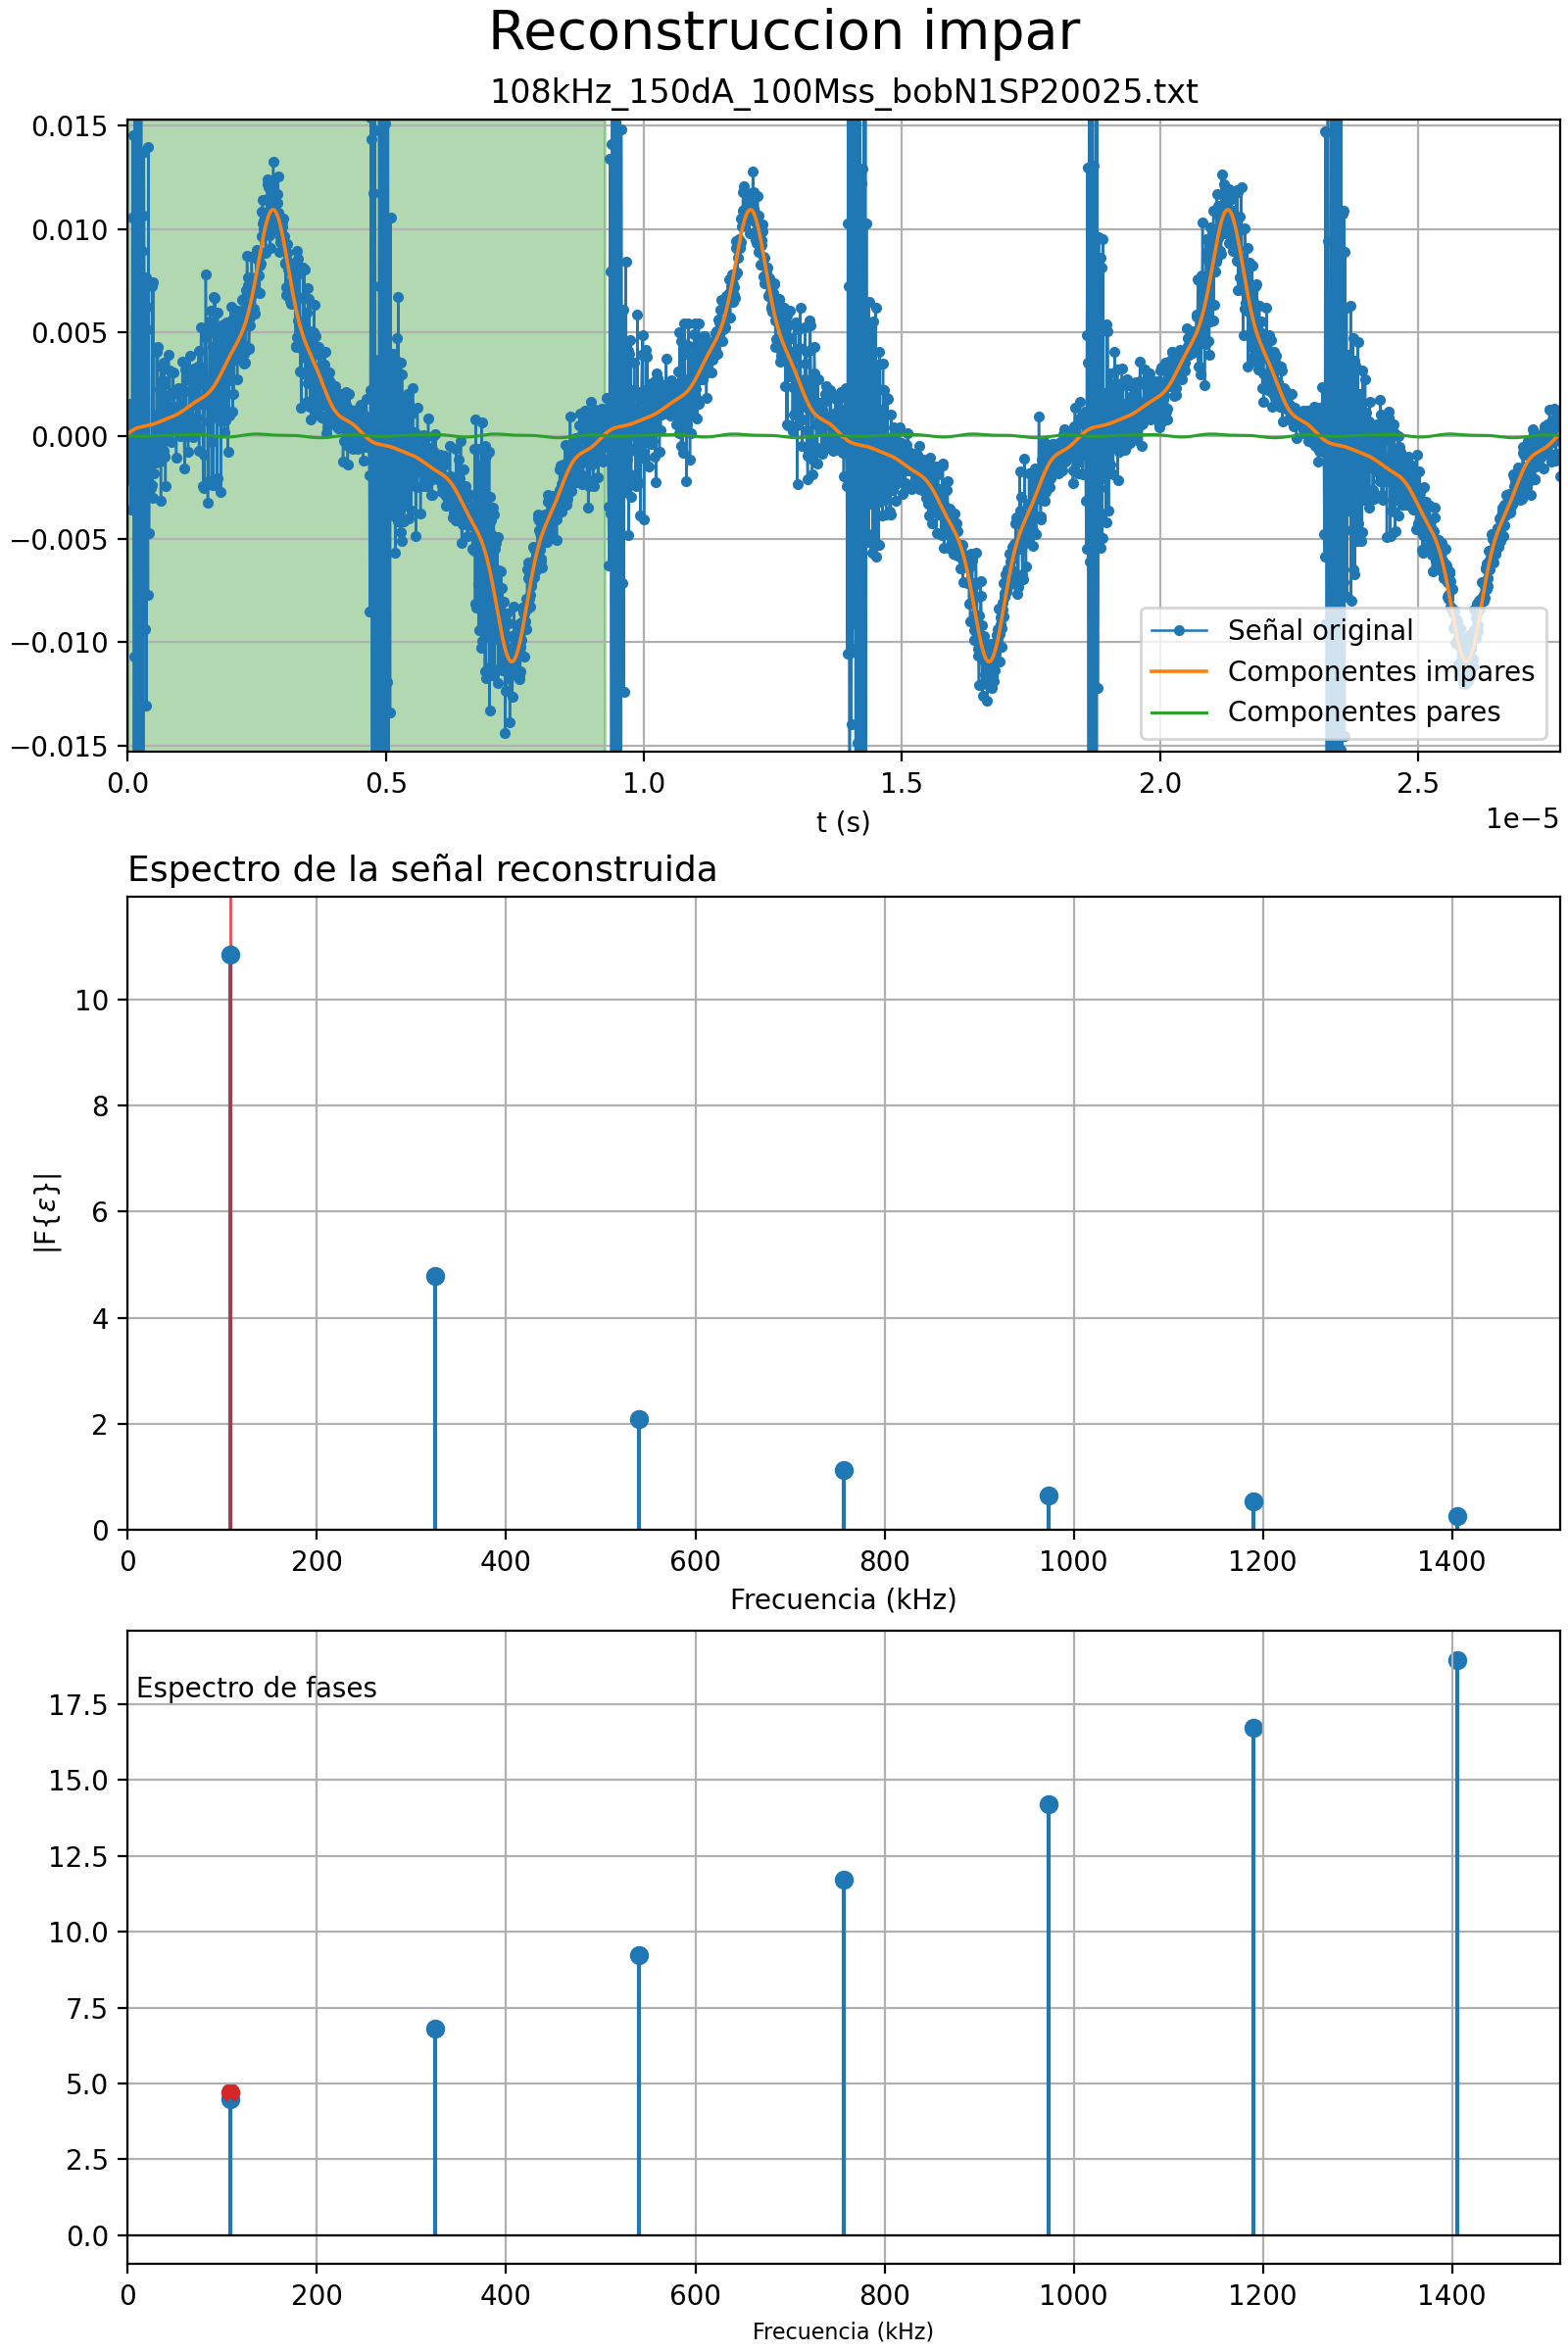 Reconstruccion impar
108kHz_150dA_100Mss_bobN1SP20025.txt
0.015
0.010
0.005
0.000
−0.005
−0.010
−0.015
Señal original
Componentes impares
Componentes pares
0.0 0.5 1.0 1.5 2.0 2.5
1e−5
t (s)
Espectro de la señal reconstruida
10
8
6
4
2
0
|F{ε}|
0 200 400 600 800 1000 1200 1400
Frecuencia (kHz)
Espectro de fases
17.5
15.0
12.5
10.0
7.5
5.0
2.5
0.0
0 200 400 600 800 1000 1200 1400
Frecuencia (kHz)